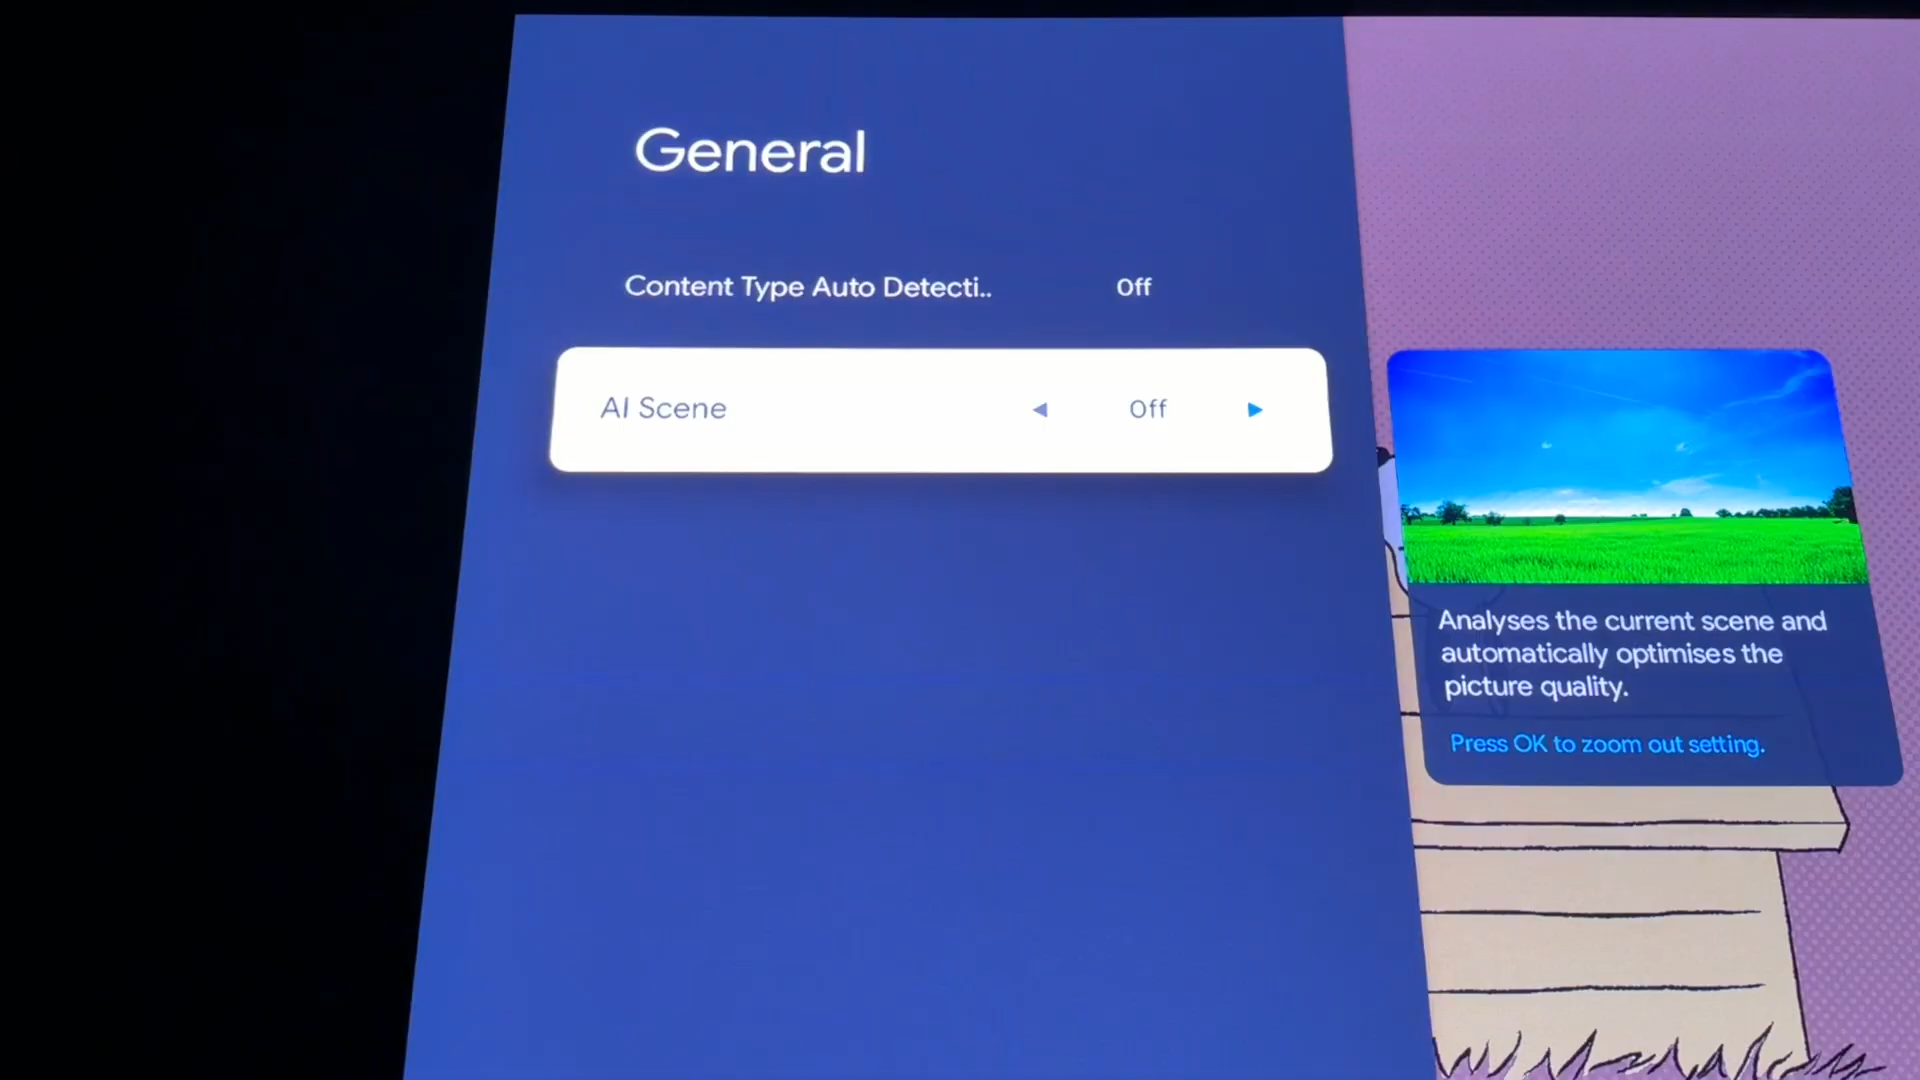 General
Content Type Auto Detecti.. Off
AI Scene Off
Analyses the current scene and
automatically optimises the
picture quality.
Press OK to zoom out setting.